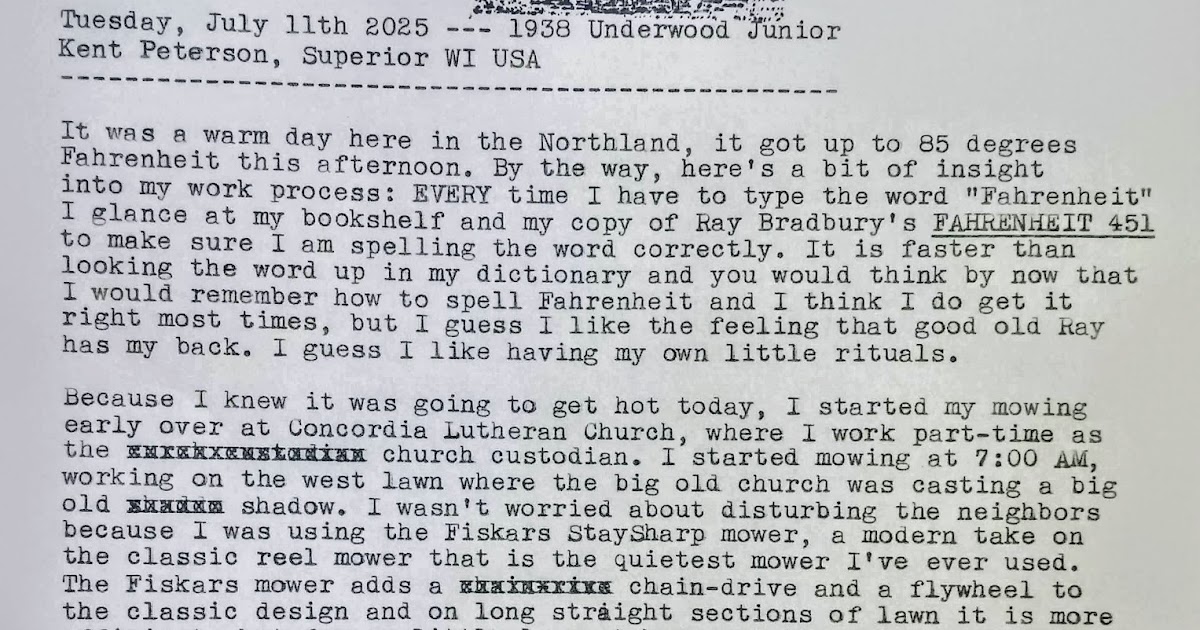 Tuesday, July 11th 2025 --- 1938 Underwood Junior
Kent Peterson, Superior WI USA
-------------------------------------------------
It was a warm day here in the Northland, it got up to 85 degrees
Fahrenheit this afternoon. By the way, here's a bit of insight
into my work process: EVERY time I have to type the word "Fahrenheit"
I glance at my bookshelf and my copy of Ray Bradbury's FAHRENHEIT 451
to make sure I am spelling the word correctly. It is faster than
looking the word up in my dictionary and you would think by now that
I would remember how to spell Fahrenheit and I think I do get it
right most times, but I guess I like the feeling that good old Ray
has my back. I guess I like having my own little rituals.
Because I knew it was going to get hot today, I started my mowing
early over at Concordia Lutheran Church, where I work part-time as
the church custodian. I started mowing at 7:00 AM,
working on the west lawn where the big old church was casting a big
old shadow. I wasn't worried about disturbing the neighbors
because I was using the Fiskars StaySharp mower, a modern take on
the classic reel mower that is the quietest mower I've ever used.
The Fiskars mower adds a chain-drive and a flywheel to
the classic design and on long straight sections of lawn it is more